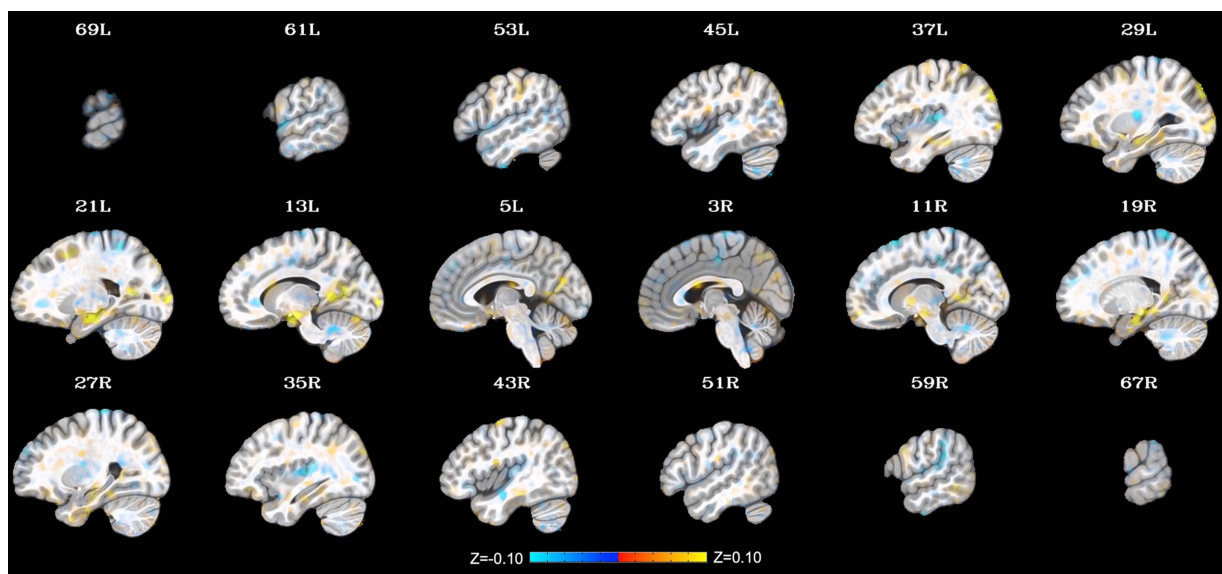 69L 61L 53L 45L 37L 29L
21L 13L 5L 3R 11R 19R
27R 35R 43R 51R 59R 67R
Z=-0.10 Z=0.10